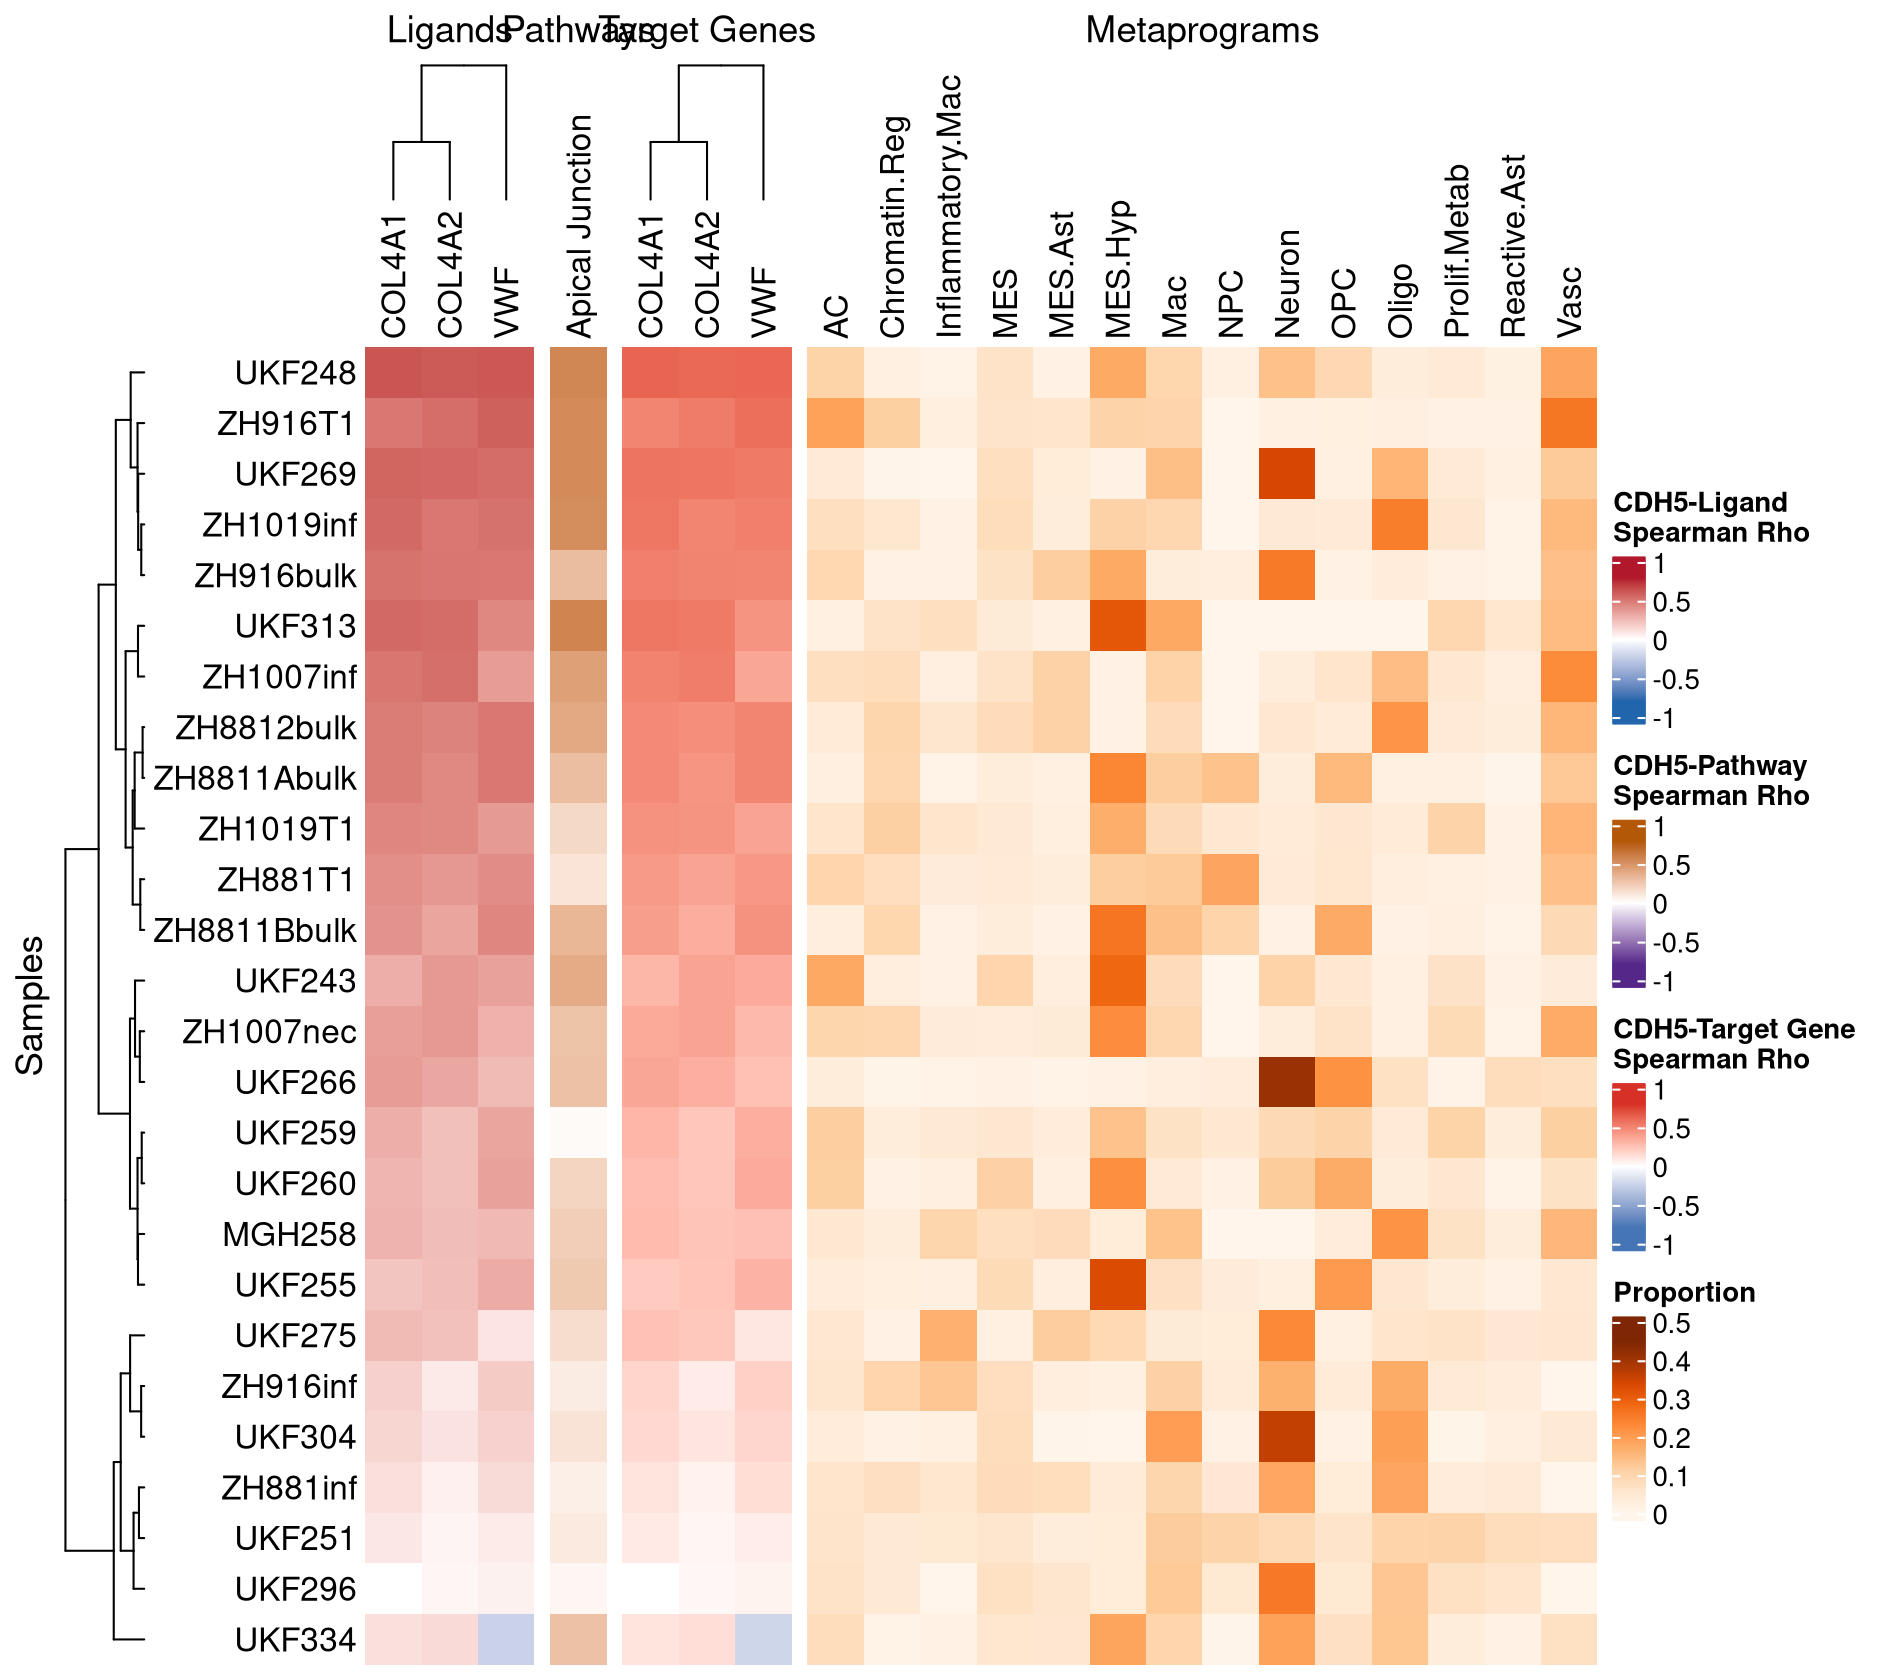 Ligands Pathways Target Genes Metaprograms
COL4A1 COL4A2 VWF Apical Junction COL4A1 COL4A2 VWF AC Chromatin.Reg Inflammatory.Mac MES MES.Ast MES.Hyp Mac NPC Neuron OPC Oligo Prolif.Metab Reactive.Ast Vasc
Samples
UKF248
ZH916T1
UKF269
ZH1019inf
ZH916bulk
UKF313
ZH1007inf
ZH8812bulk
ZH8811Abulk
ZH1019T1
ZH881T1
ZH8811Bbulk
UKF243
ZH1007nec
UKF266
UKF259
UKF260
MGH258
UKF255
UKF275
ZH916inf
UKF304
ZH881inf
UKF251
UKF296
UKF334
CDH5-Ligand
Spearman Rho
1
0.5
0
-0.5
-1
CDH5-Pathway
Spearman Rho
1
0.5
0
-0.5
-1
CDH5-Target Gene
Spearman Rho
1
0.5
0
-0.5
-1
Proportion
0.5
0.4
0.3
0.2
0.1
0